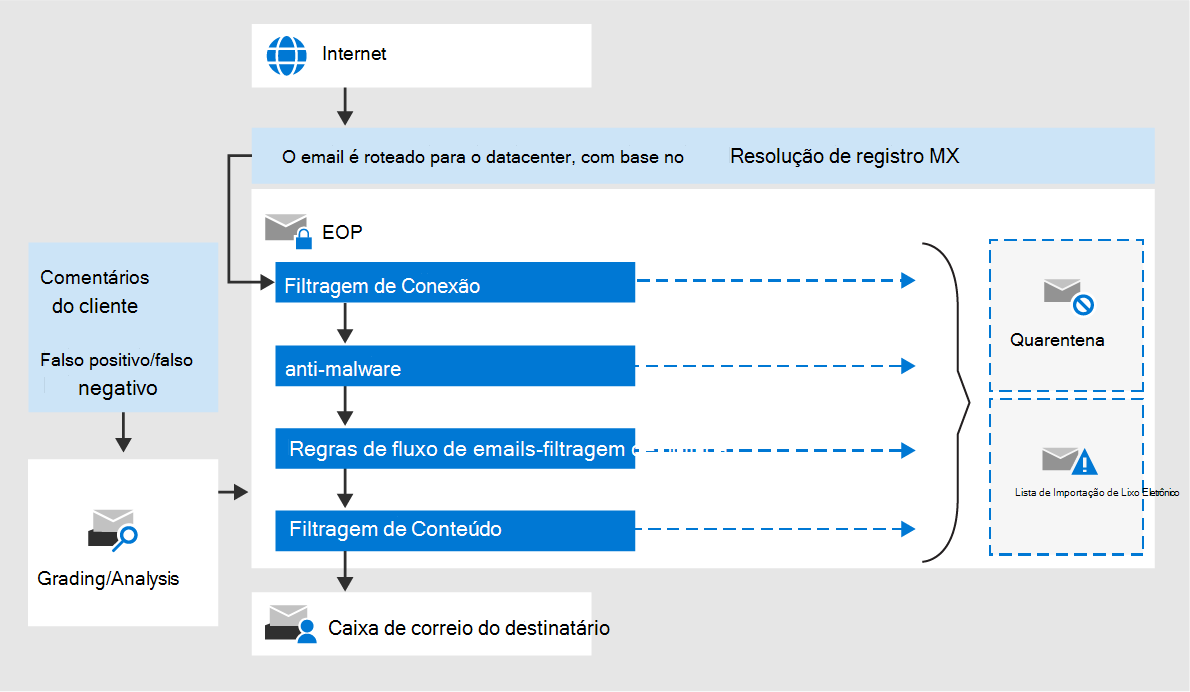 Internet
O email é roteado para o datacenter, com base no Resolução de registro MX
EOP
Filtragem de Conexão
anti-malware
Regras de fluxo de emails-filtragem de
Filtragem de Conteúdo
Caixa de correio do destinatário
Comentários
do cliente
Falso positivo/falso
negativo
Grading/Analysis
Quarentena
Lista de Importação de Lixo Eletrônico